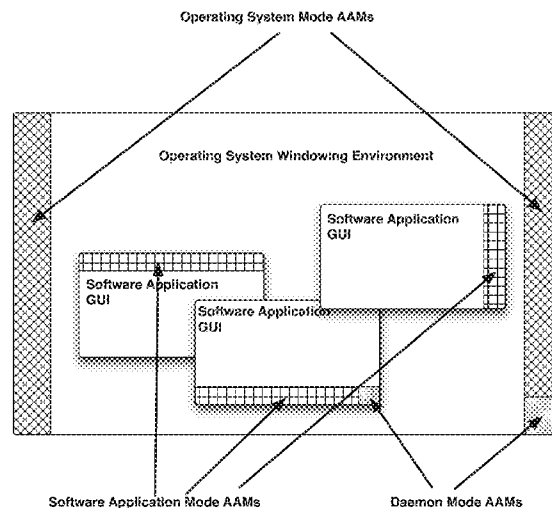 Operating System Mode AAMs
Operating System Windowing Environment
Software Application
GUI
Software Application
GUI
Software Application
GUI
Software Application Mode AAMs
Daemon Mode AAMs